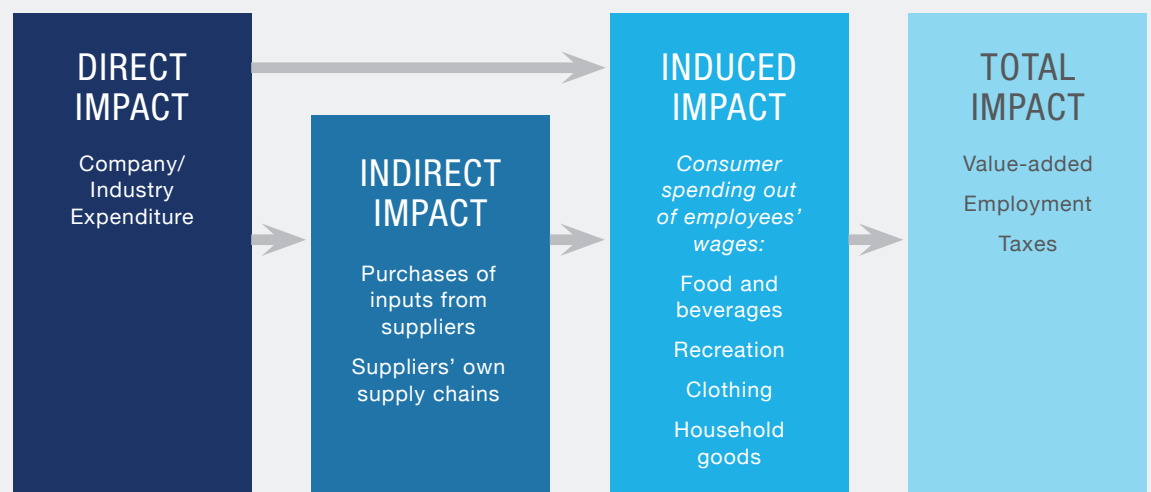 DIRECT
IMPACT
Company/
Industry
Expenditure
INDIRECT
IMPACT
Purchases of
inputs from
suppliers
Suppliers’ own
supply chains
INDUCED
IMPACT
Consumer
spending out
of employees’
wages:
Food and
beverages
Recreation
Clothing
Household
goods
TOTAL
IMPACT
Value-added
Employment
Taxes